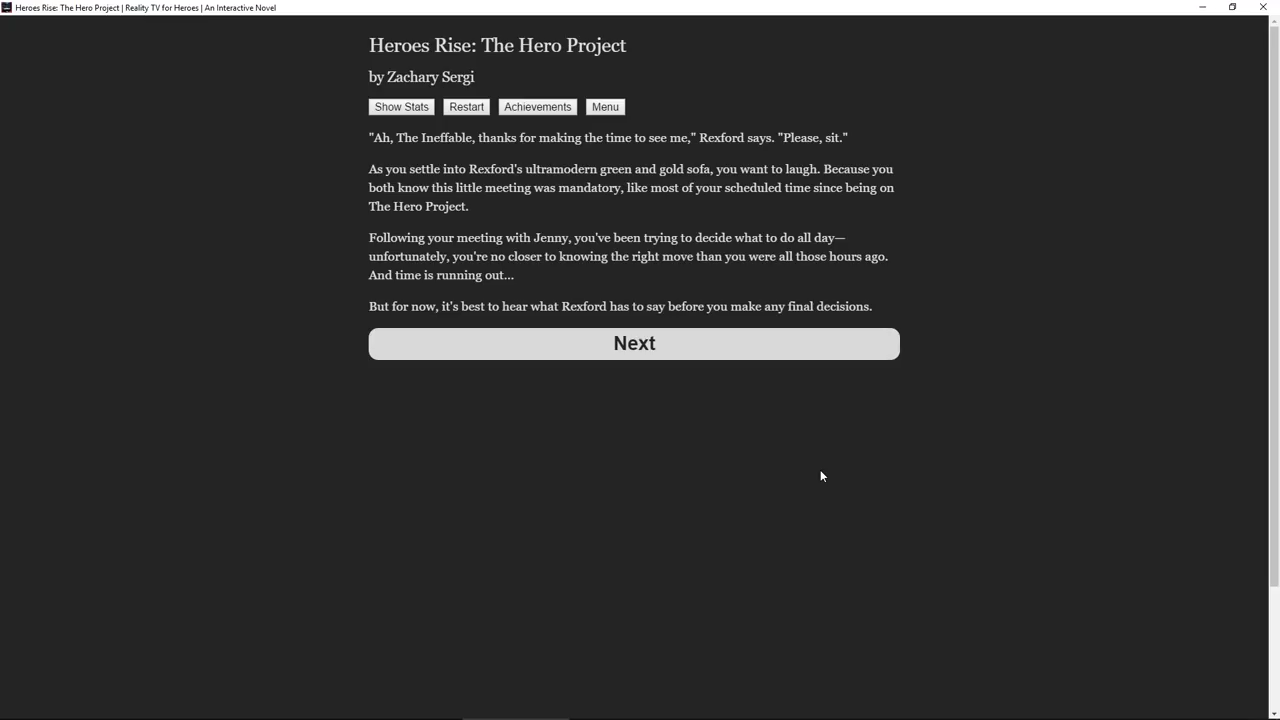 Heroes Rise: The Hero Project | Reality TV for Heroes | An Interactive Novel
Heroes Rise: The Hero Project
by Zachary Sergi
Show Stats Restart Achievements Menu
"Ah, The Ineffable, thanks for making the time to see me," Rexford says. "Please, sit."
As you settle into Rexford's ultramodern green and gold sofa, you want to laugh. Because you
both know this little meeting was mandatory, like most of your scheduled time since being on
The Hero Project.
Following your meeting with Jenny, you've been trying to decide what to do all day—
unfortunately, you're no closer to knowing the right move than you were all those hours ago.
And time is running out...
But for now, it's best to hear what Rexford has to say before you make any final decisions.
Next